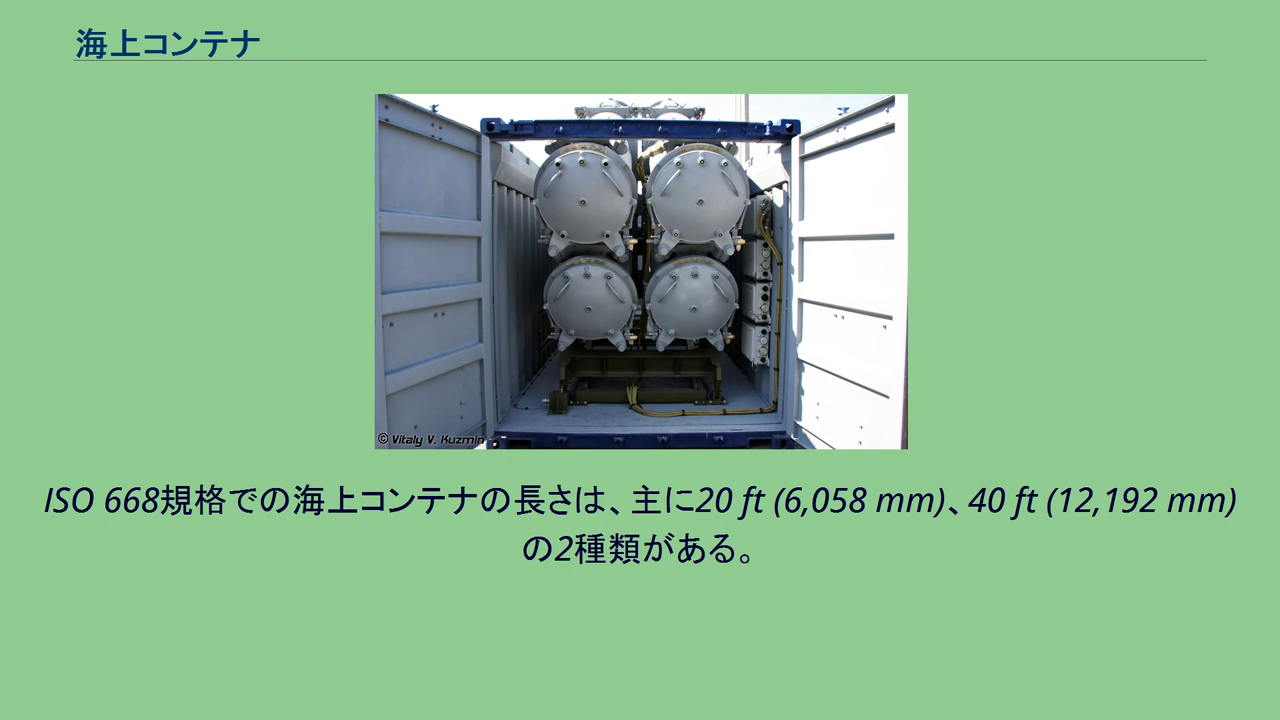 海上コンテナ
© Vitaly V. Kuzmin
ISO 668規格での海上コンテナの長さは、主に20 ft (6,058 mm)、40 ft (12,192 mm)
の2種類がある。